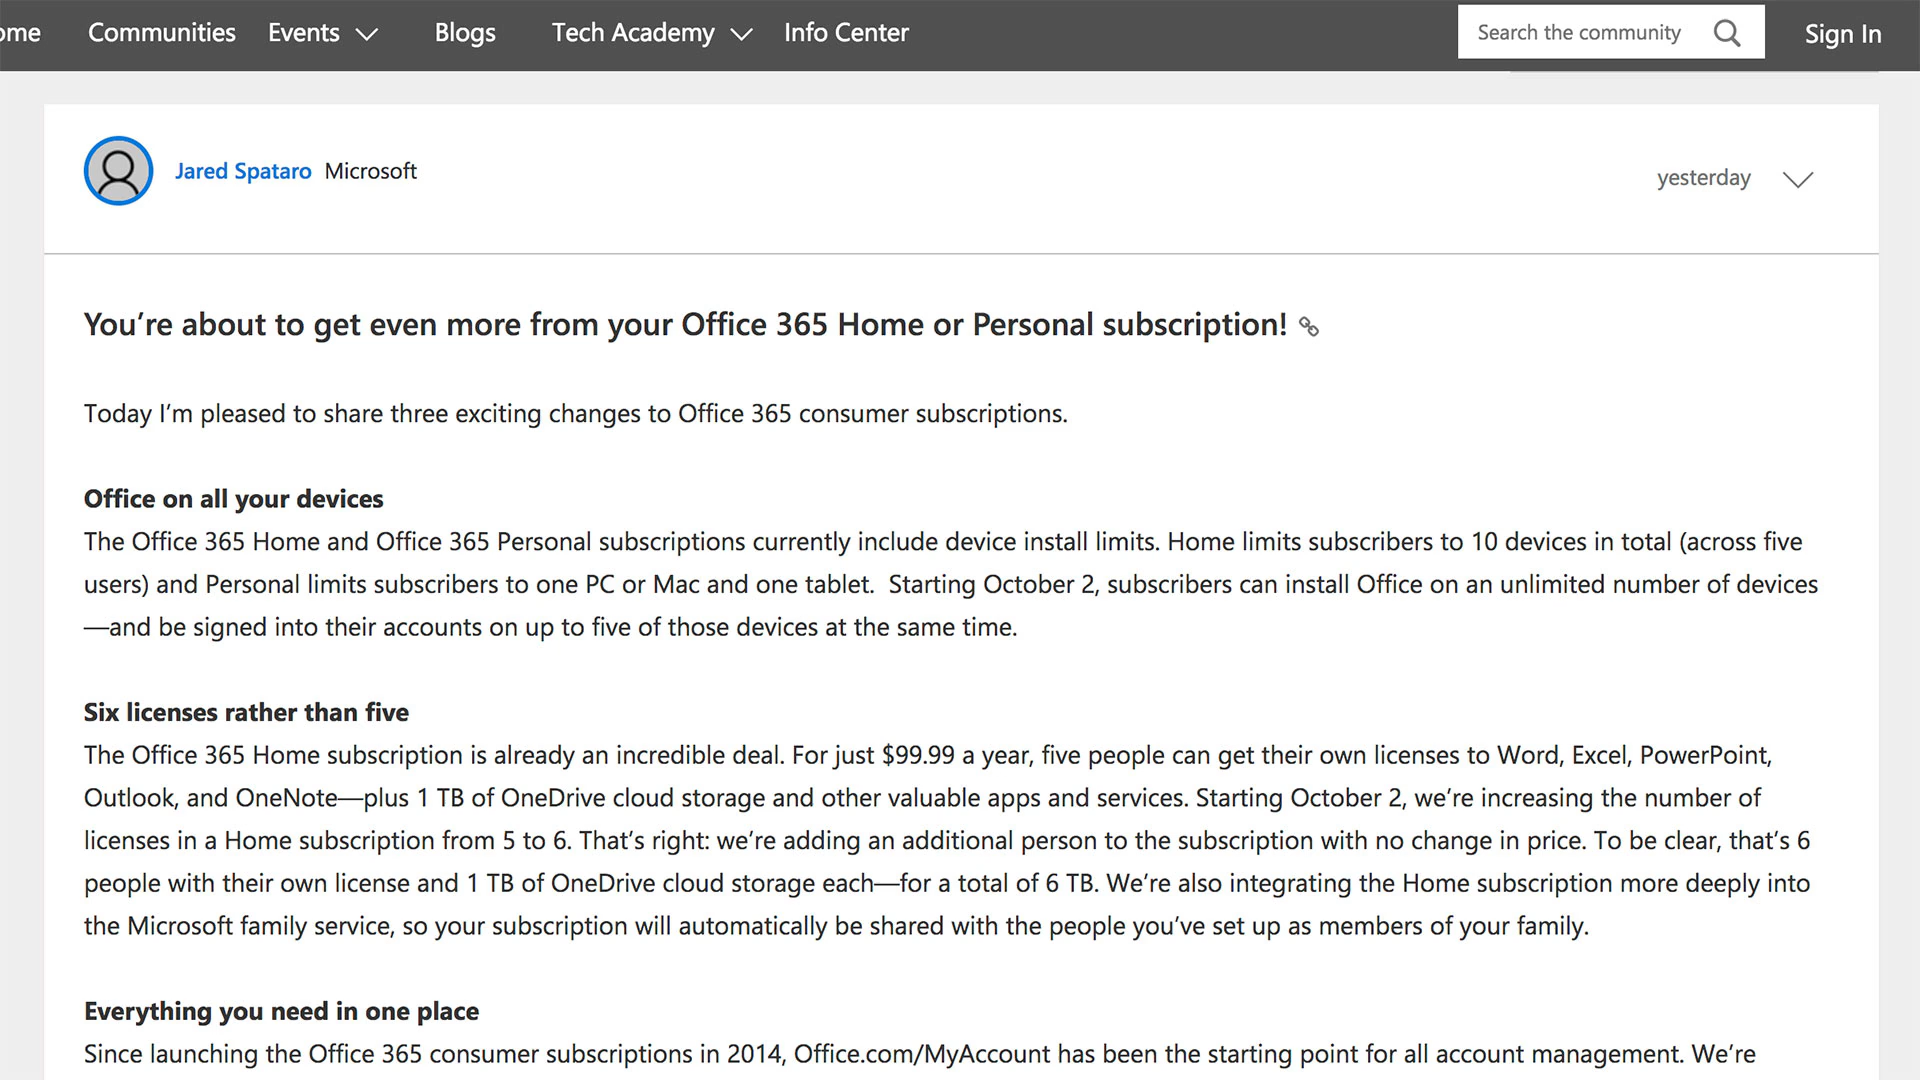 ome Communities Events Blogs Tech Academy Info Center Search the community Sign In
Jared Spataro Microsoft yesterday
You’re about to get even more from your Office 365 Home or Personal subscription!
Today I’m pleased to share three exciting changes to Office 365 consumer subscriptions.
Office on all your devices
The Office 365 Home and Office 365 Personal subscriptions currently include device install limits. Home limits subscribers to 10 devices in total (across five
users) and Personal limits subscribers to one PC or Mac and one tablet.  Starting October 2, subscribers can install Office on an unlimited number of devices
—and be signed into their accounts on up to five of those devices at the same time.
Six licenses rather than five
The Office 365 Home subscription is already an incredible deal. For just $99.99 a year, five people can get their own licenses to Word, Excel, PowerPoint,
Outlook, and OneNote—plus 1 TB of OneDrive cloud storage and other valuable apps and services. Starting October 2, we’re increasing the number of
licenses in a Home subscription from 5 to 6. That’s right: we’re adding an additional person to the subscription with no change in price. To be clear, that’s 6
people with their own license and 1 TB of OneDrive cloud storage each—for a total of 6 TB. We’re also integrating the Home subscription more deeply into
the Microsoft family service, so your subscription will automatically be shared with the people you’ve set up as members of your family.
Everything you need in one place
Since launching the Office 365 consumer subscriptions in 2014, Office.com/MyAccount has been the starting point for all account management. We’re